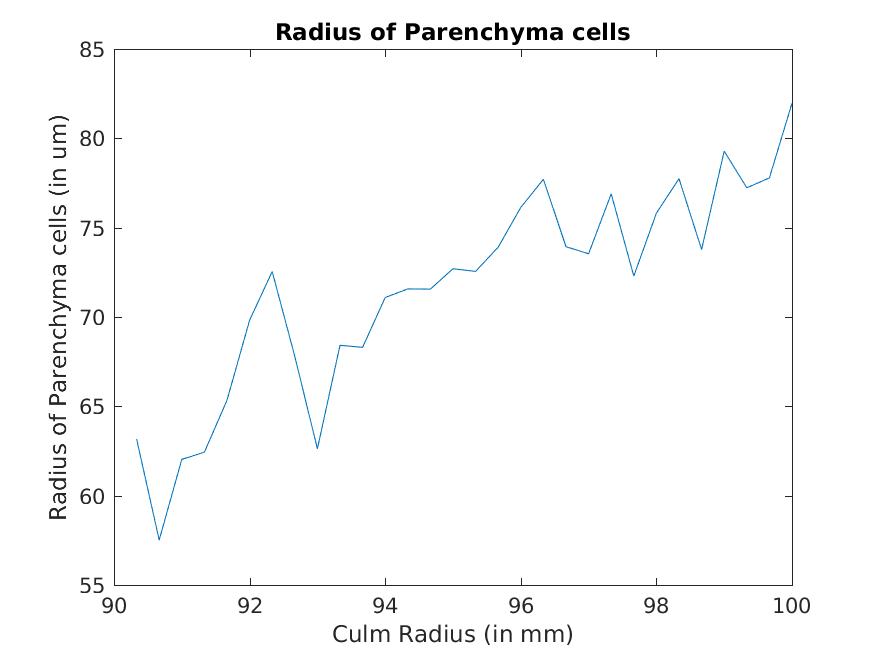 Radius of Parenchyma cells
85
80
75
70
65
60
55
Radius of Parenchyma cells (in um)
90 92 94 96 98 100
Culm Radius (in mm)